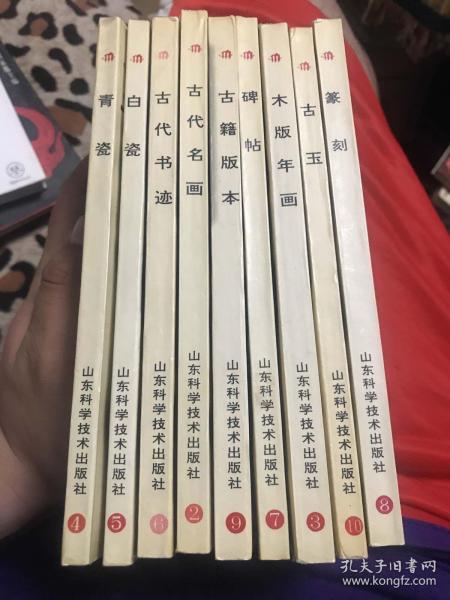 青瓷
山东科学技术出版社
4
白瓷
山东科学技术出版社
5
古代书迹
山东科学技术出版社
6
古代名画
山东科学技术出版社
2
古籍版本
山东科学技术出版社
9
碑帖
山东科学技术出版社
7
木版年画
山东科学技术出版社
3
古玉
山东科学技术出版社
10
篆刻
山东科学技术出版社
8
孔夫子旧书网
www.kongfz.com